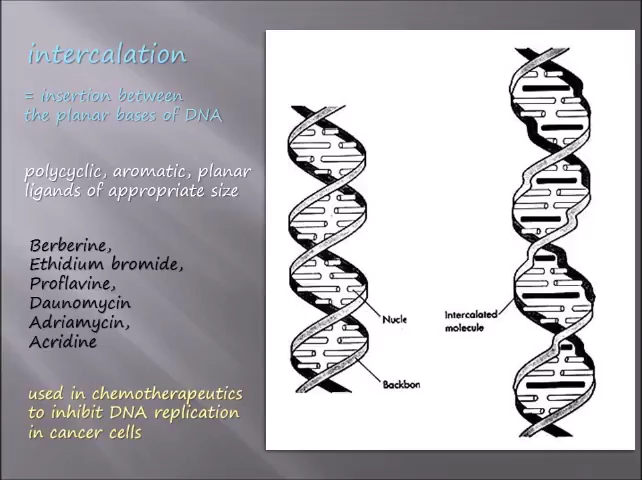 intercalation
= insertion between
the planar bases of DNA
polycyclic, aromatic, planar
ligands of appropriate size
Berberine,
Ethidium bromide,
Proflavine,
Daunomycin
Adriamycin,
Acridine
used in chemotherapeutics
to inhibit DNA replication
in cancer cells
Nucle
Backbon
Intercalated
molecule